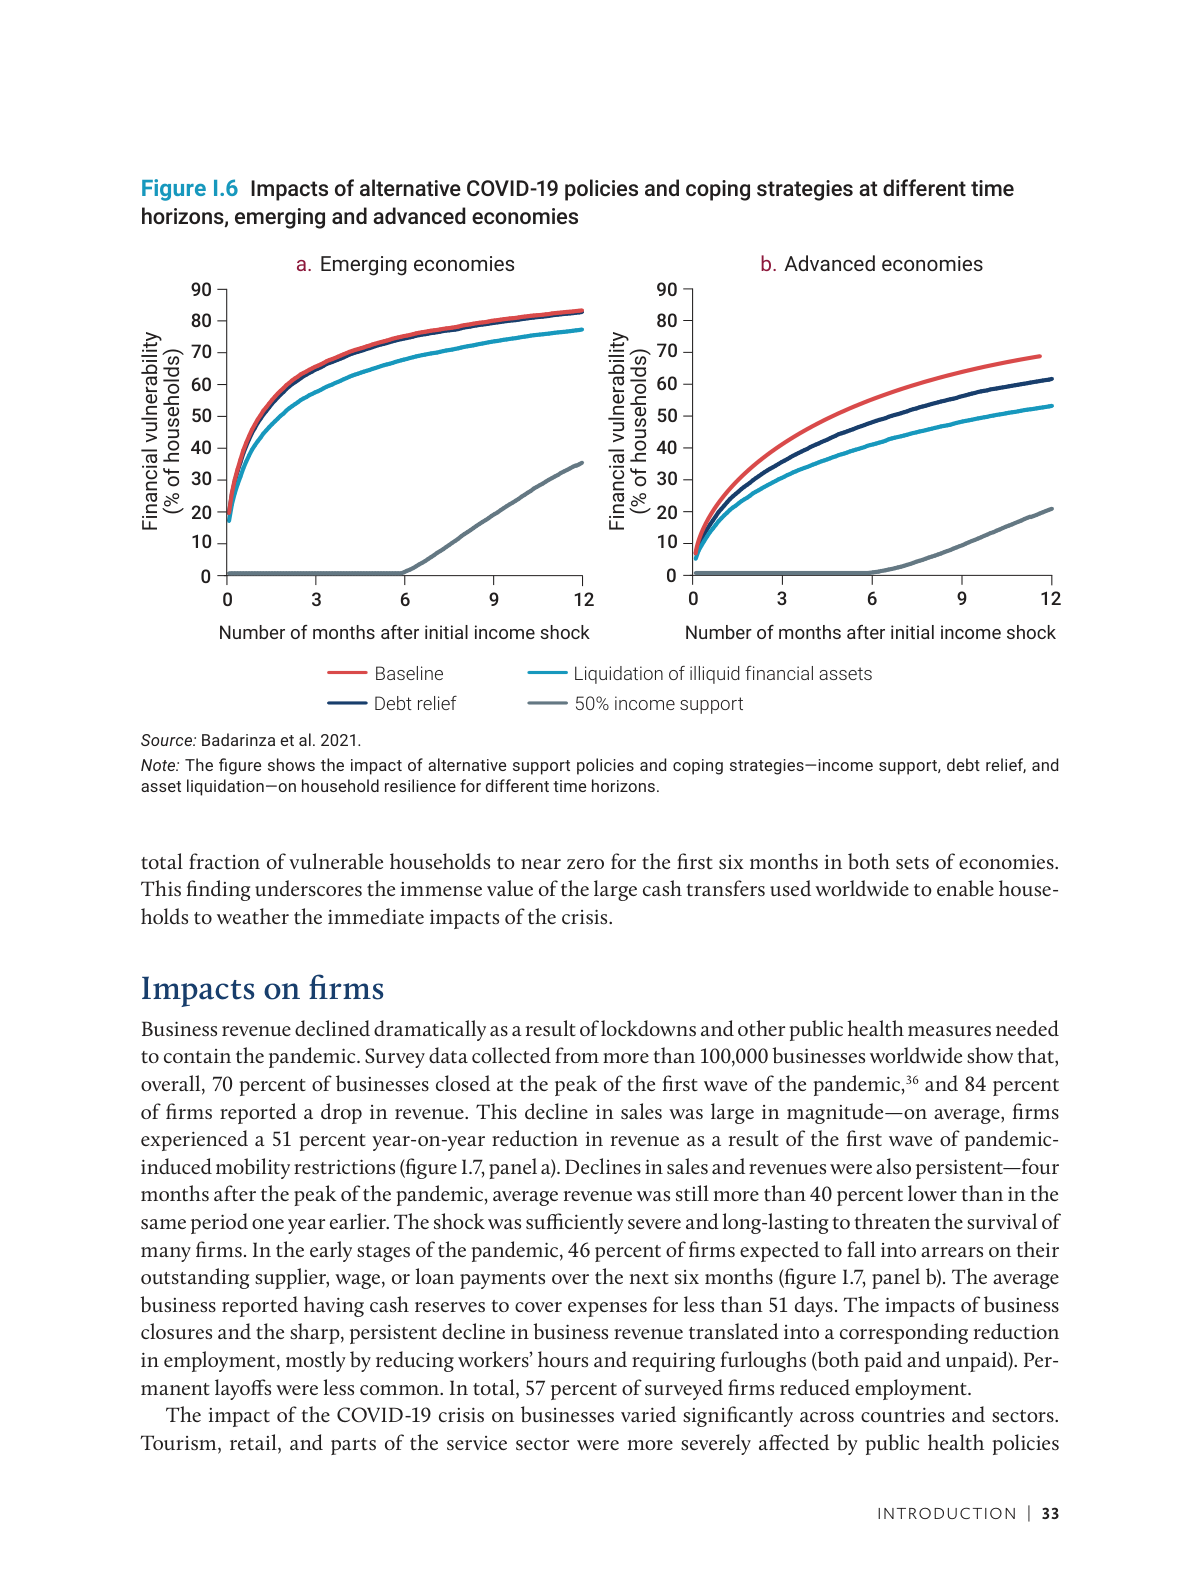 Figure I.6 Impacts of alternative COVID-19 policies and coping strategies at different time
horizons, emerging and advanced economies
a. Emerging economies
Financial vulnerability
(% of households)
90
80
70
60
50
40
30
20
10
0
0 3 6 9 12
Number of months after initial income shock
b. Advanced economies
Financial vulnerability
(% of households)
90
80
70
60
50
40
30
20
10
0
0 3 6 9 12
Number of months after initial income shock
Baseline
Liquidation of illiquid financial assets
Debt relief
50% income support
Source: Badarinza et al. 2021.
Note: The figure shows the impact of alternative support policies and coping strategies—income support, debt relief, and
asset liquidation—on household resilience for different time horizons.
total fraction of vulnerable households to near zero for the first six months in both sets of economies.
This finding underscores the immense value of the large cash transfers used worldwide to enable house-
holds to weather the immediate impacts of the crisis.
Impacts on firms
Business revenue declined dramatically as a result of lockdowns and other public health measures needed
to contain the pandemic. Survey data collected from more than 100,000 businesses worldwide show that,
overall, 70 percent of businesses closed at the peak of the first wave of the pandemic,36 and 84 percent
of firms reported a drop in revenue. This decline in sales was large in magnitude—on average, firms
experienced a 51 percent year-on-year reduction in revenue as a result of the first wave of pandemic-
induced mobility restrictions (figure I.7, panel a). Declines in sales and revenues were also persistent—four
months after the peak of the pandemic, average revenue was still more than 40 percent lower than in the
same period one year earlier. The shock was sufficiently severe and long-lasting to threaten the survival of
many firms. In the early stages of the pandemic, 46 percent of firms expected to fall into arrears on their
outstanding supplier, wage, or loan payments over the next six months (figure I.7, panel b). The average
business reported having cash reserves to cover expenses for less than 51 days. The impacts of business
closures and the sharp, persistent decline in business revenue translated into a corresponding reduction
in employment, mostly by reducing workers' hours and requiring furloughs (both paid and unpaid). Per-
manent layoffs were less common. In total, 57 percent of surveyed firms reduced employment.
The impact of the COVID-19 crisis on businesses varied significantly across countries and sectors.
Tourism, retail, and parts of the service sector were more severely affected by public health policies
INTRODUCTION | 33